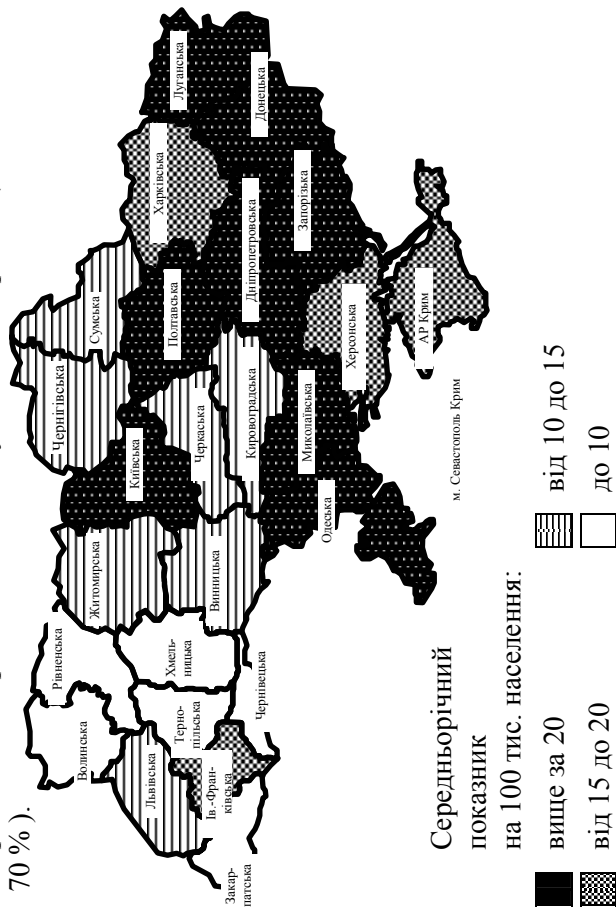 70 % ).
Волинська
Рівненська
Житомирська
Київська
Чернігівська
Сумська
Львівська
Терно-
пільська
Хмель-
ницька
Винницька
Черкаська
Полтавська
Харківська
Луганська
Закар-
патська
Ів.-Фран-
ківська
Чернівецька
Кировоградська
Дніпропетровська
Донецька
Одеська
Миколаївська
Херсонська
Запорізька
АР Крим
м. Севастополь Крим
Середньорічний
показник
на 100 тис. населення:
вище за 20
від 15 до 20
від 10 до 15
до 10